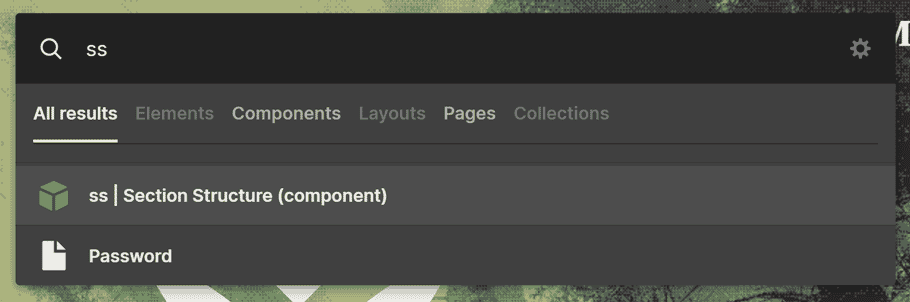 ss
All results Elements Components Layouts Pages Collections
ss | Section Structure (component)
Password